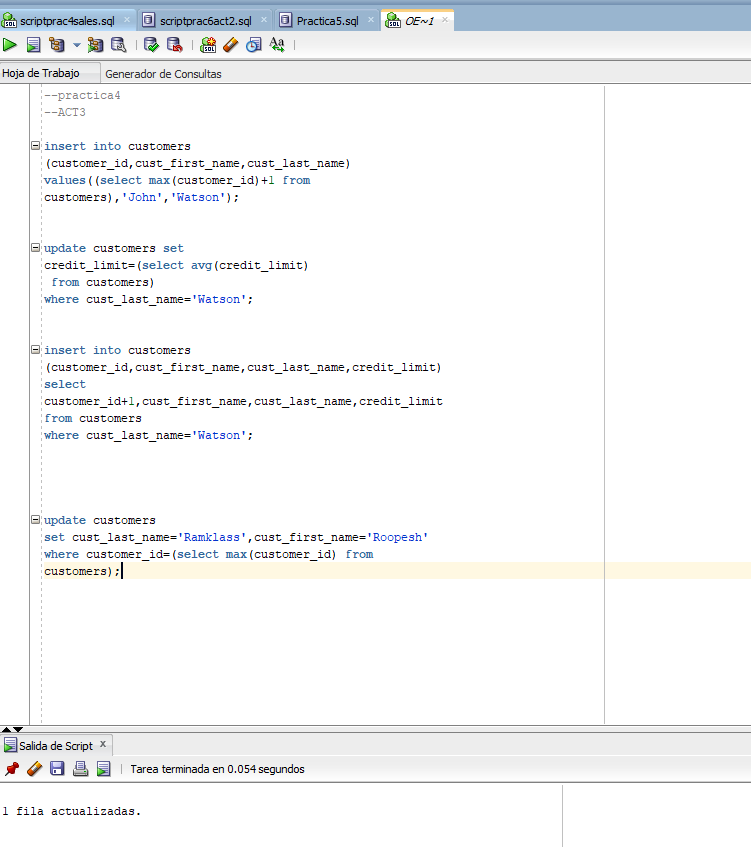 scriptprac4sales.sql scriptprac6act2.sql Practica5.sql OE~1
Hoja de Trabajo Generador de Consultas
--practica4
--ACT3
insert into customers
(customer_id,cust_first_name,cust_last_name)
values((select max(customer_id)+1 from
customers),'John','Watson');
update customers set
credit_limit=(select avg(credit_limit)
from customers)
where cust_last_name='Watson';
insert into customers
(customer_id,cust_first_name,cust_last_name,credit_limit)
select
customer_id+1,cust_first_name,cust_last_name,credit_limit
from customers
where cust_last_name='Watson';
update customers
set cust_last_name='Ramklass',cust_first_name='Roopesh'
where customer_id=(select max(customer_id) from
customers);
Salida de Script x
Tarea terminada en 0.054 segundos
1 fila actualizadas.